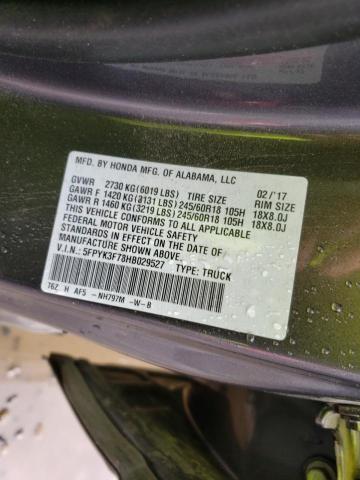 MFD. BY HONDA MFG. OF ALABAMA, LLC
02/'17
GVWR 2730 KG(6019 LBS) TIRE SIZE RIM SIZE
GAWR F 1420 KG(3131 LBS) 245/60R18 105H 18X8.0J
GAWR R 1460 KG(3219 LBS) 245/60R18 105H 18X8.0J
THIS VEHICLE CONFORMS TO ALL APPLICABLE
FEDERAL MOTOR VEHICLE SAFETY STANDARDS
IN EFFECT ON THE DATE OF MANUFACTURE
SHOWN ABOVE.
V.I.N.: 5FPYK3F78HB029527 TYPE: TRUCK
T6Z H AF5 -NH797M -W-B